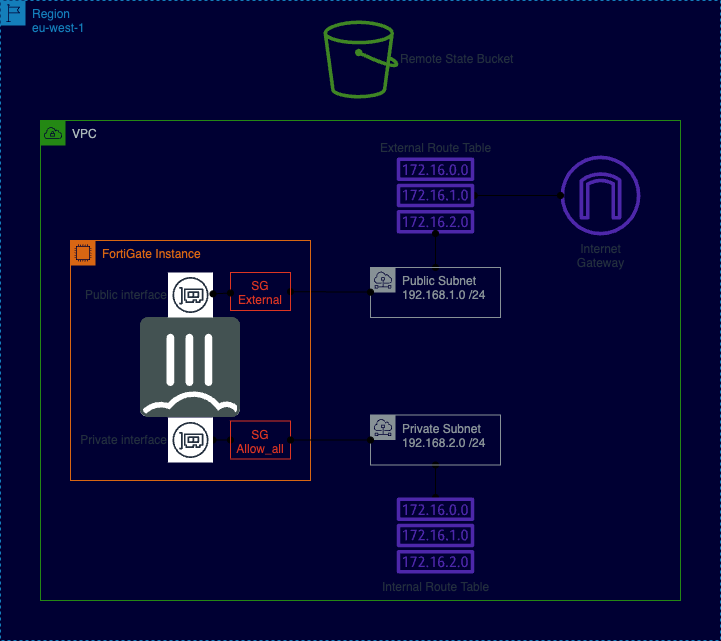 Region
eu-west-1
Remote State Bucket
VPC
External Route Table
172.16.0.0
172.16.1.0
172.16.2.0
Internet
Gateway
FortiGate Instance
Public interface
SG
External
Public Subnet
192.168.1.0 /24
Private interface
SG
Allow_all
Private Subnet
192.168.2.0 /24
172.16.0.0
172.16.1.0
172.16.2.0
Internal Route Table